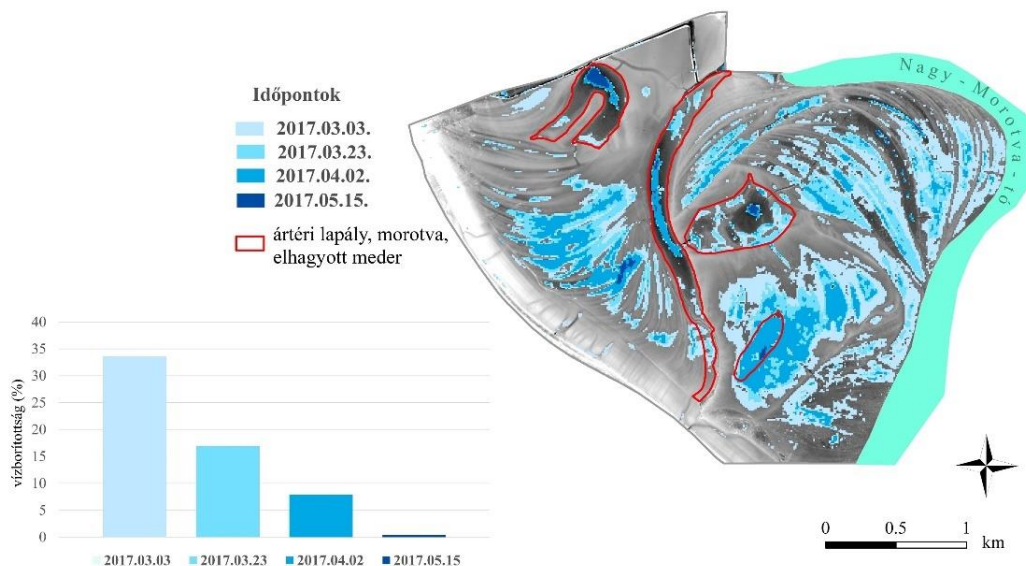 Időpontok
2017.03.03.
2017.03.23.
2017.04.02.
2017.05.15.
ártéri lapály, morotva,
elhagyott meder
Nagy - Morotva - tó
40
35
30
25
20
15
10
5
0
vízborítottság (%)
2017.03.03 2017.03.23 2017.04.02 2017.05.15
0 0.5 1
km